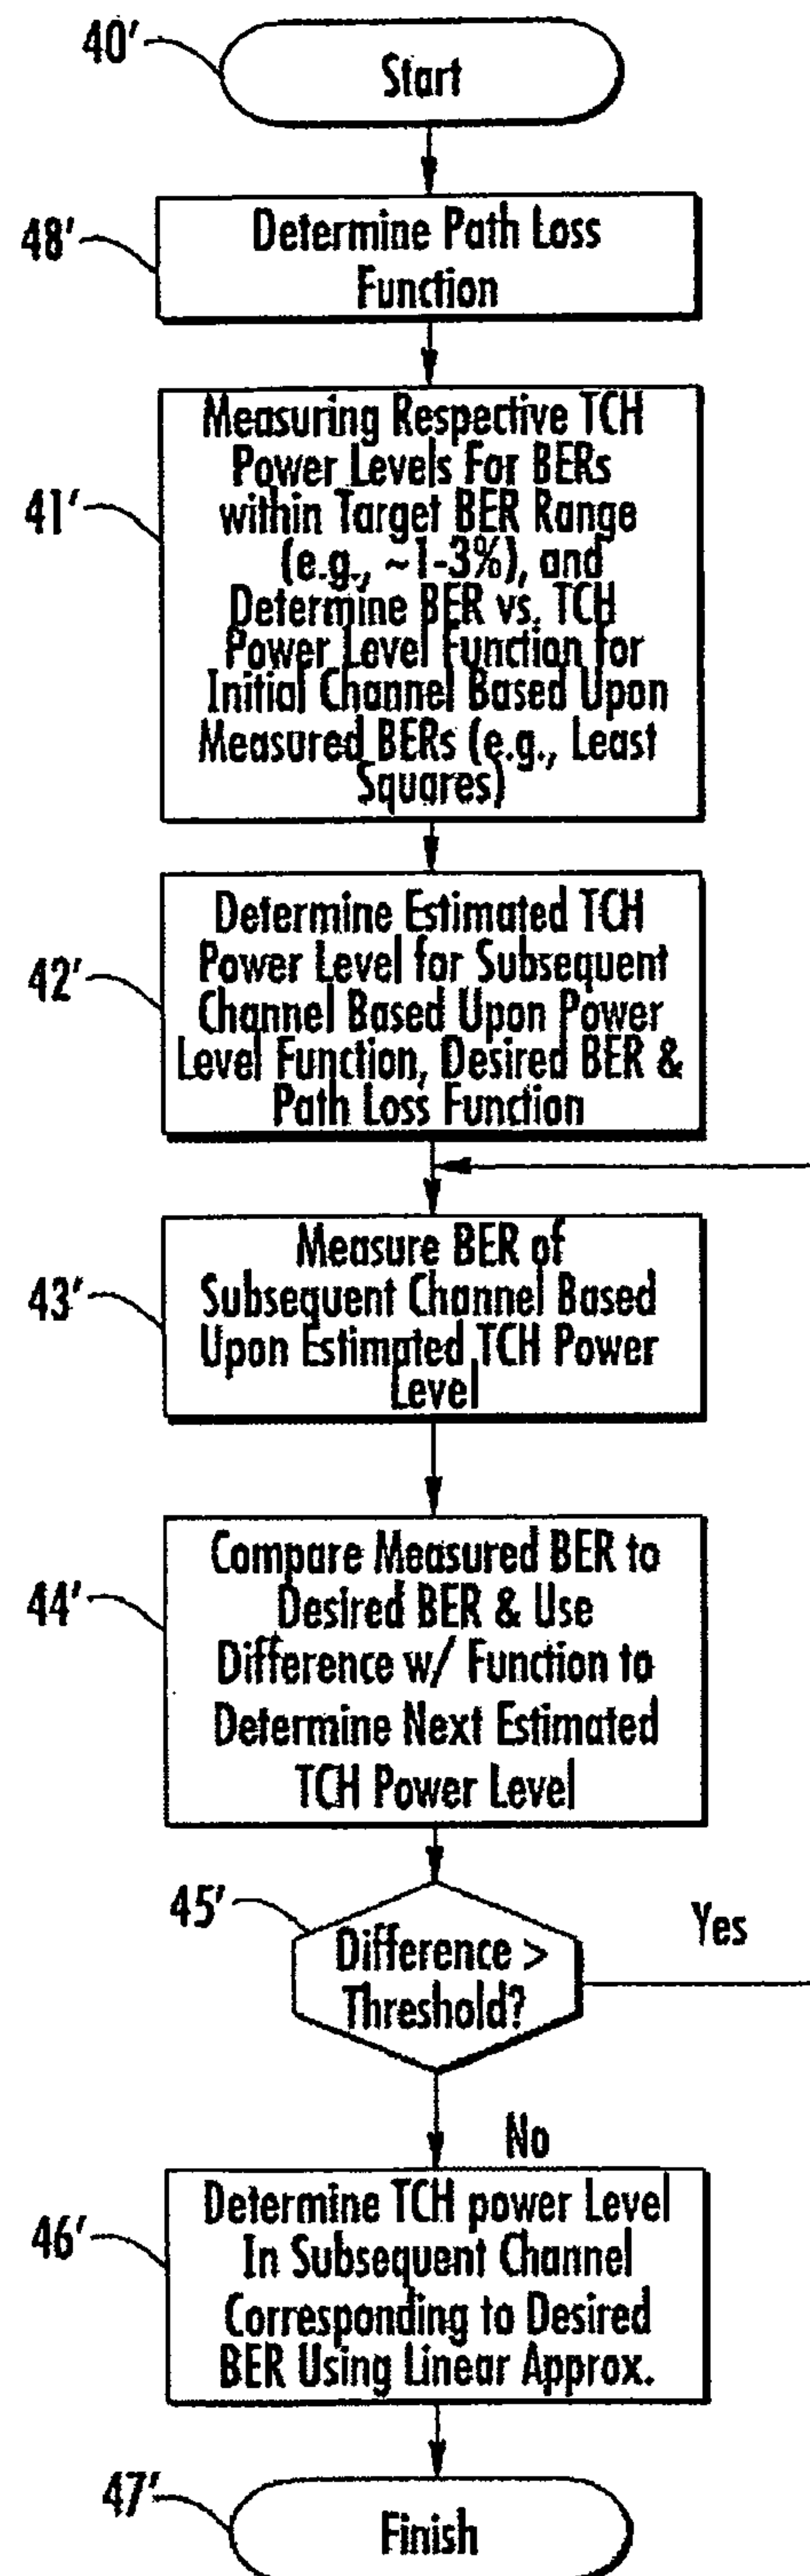 40'
Start
48'
Determine Path Loss
Function
41'
Measuring Respective TCH
Power Levels For BERs
within Target BER Range
(e.g., ~1-3%), and
Determine BER vs. TCH
Power Level Function for
Initial Channel Based Upon
Measured BERs (e.g., Least
Squares)
42'
Determine Estimated TCH
Power Level for Subsequent
Channel Based Upon Power
Level Function, Desired BER &
Path Loss Function
43'
Measure BER of
Subsequent Channel Based
Upon Estimated TCH Power
Level
44'
Compare Measured BER to
Desired BER & Use
Difference w/ Function to
Determine Next Estimated
TCH Power Level
45'
Difference >
Threshold?
Yes
No
46'
Determine TCH power Level
In Subsequent Channel
Corresponding to Desired
BER Using Linear Approx.
47'
Finish